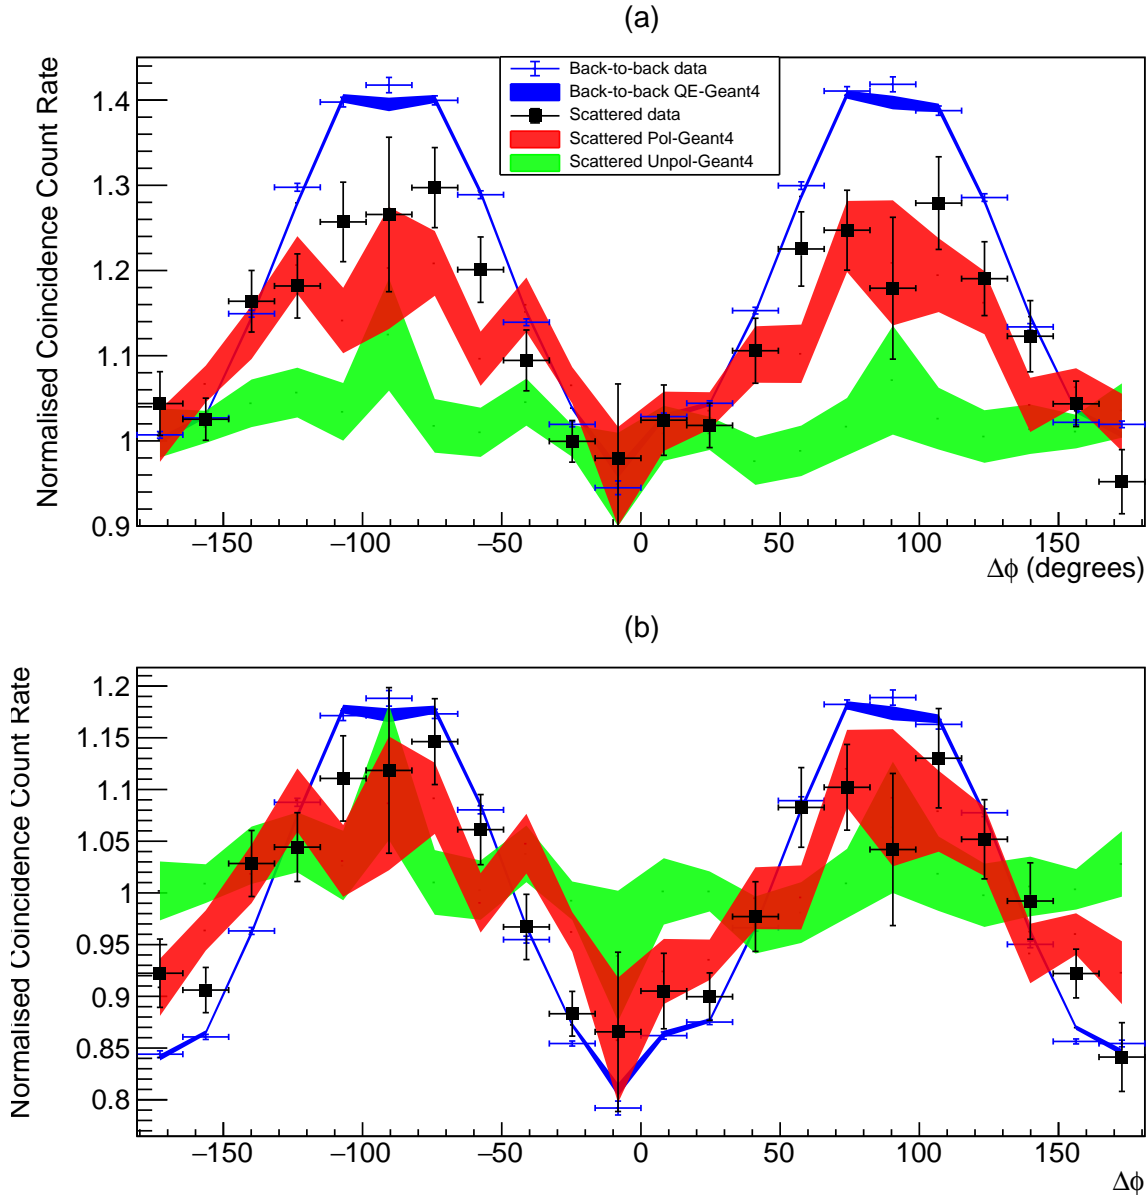 (a)
Normalised Coincidence Count Rate
Back-to-back data
Back-to-back QE-Geant4
Scattered data
Scattered Pol-Geant4
Scattered Unpol-Geant4
1.4
1.3
1.2
1.1
1
0.9
−150 −100 −50 0 50 100 150
Δϕ (degrees)
(b)
Normalised Coincidence Count Rate
1.2
1.15
1.1
1.05
1
0.95
0.9
0.85
0.8
−150 −100 −50 0 50 100 150
Δϕ